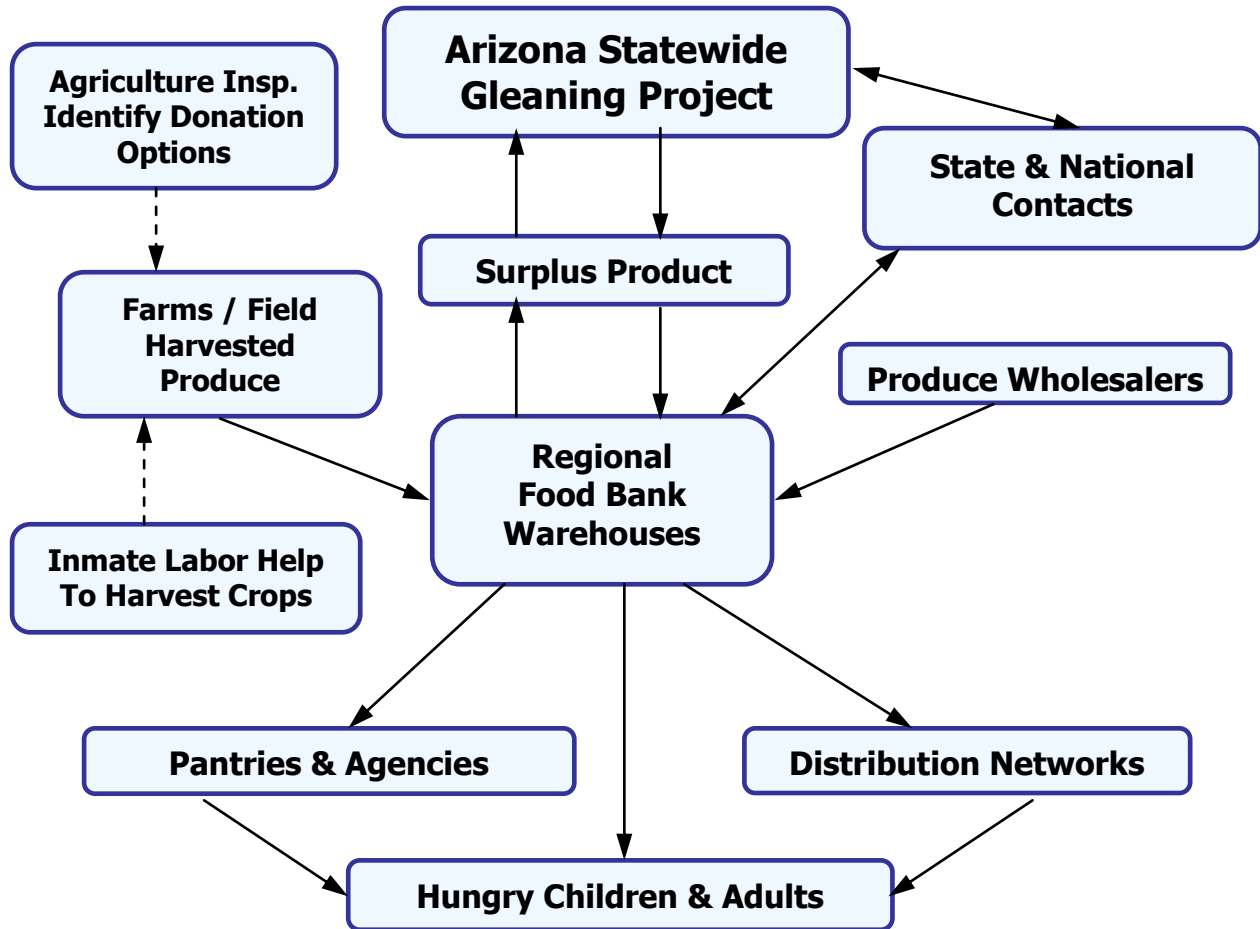 Arizona Statewide
Gleaning Project
Agriculture Insp.
Identify Donation
Options
State & National
Contacts
Surplus Product
Farms / Field
Harvested
Produce
Produce Wholesalers
Regional
Food Bank
Warehouses
Inmate Labor Help
To Harvest Crops
Pantries & Agencies
Distribution Networks
Hungry Children & Adults